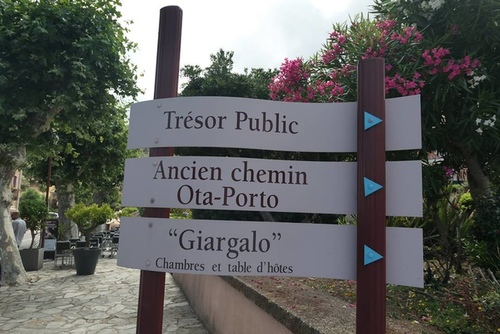 Trésor Public
Ancien chemin
Ota-Porto
"Giargalo"
Chambres et table d'hôtes